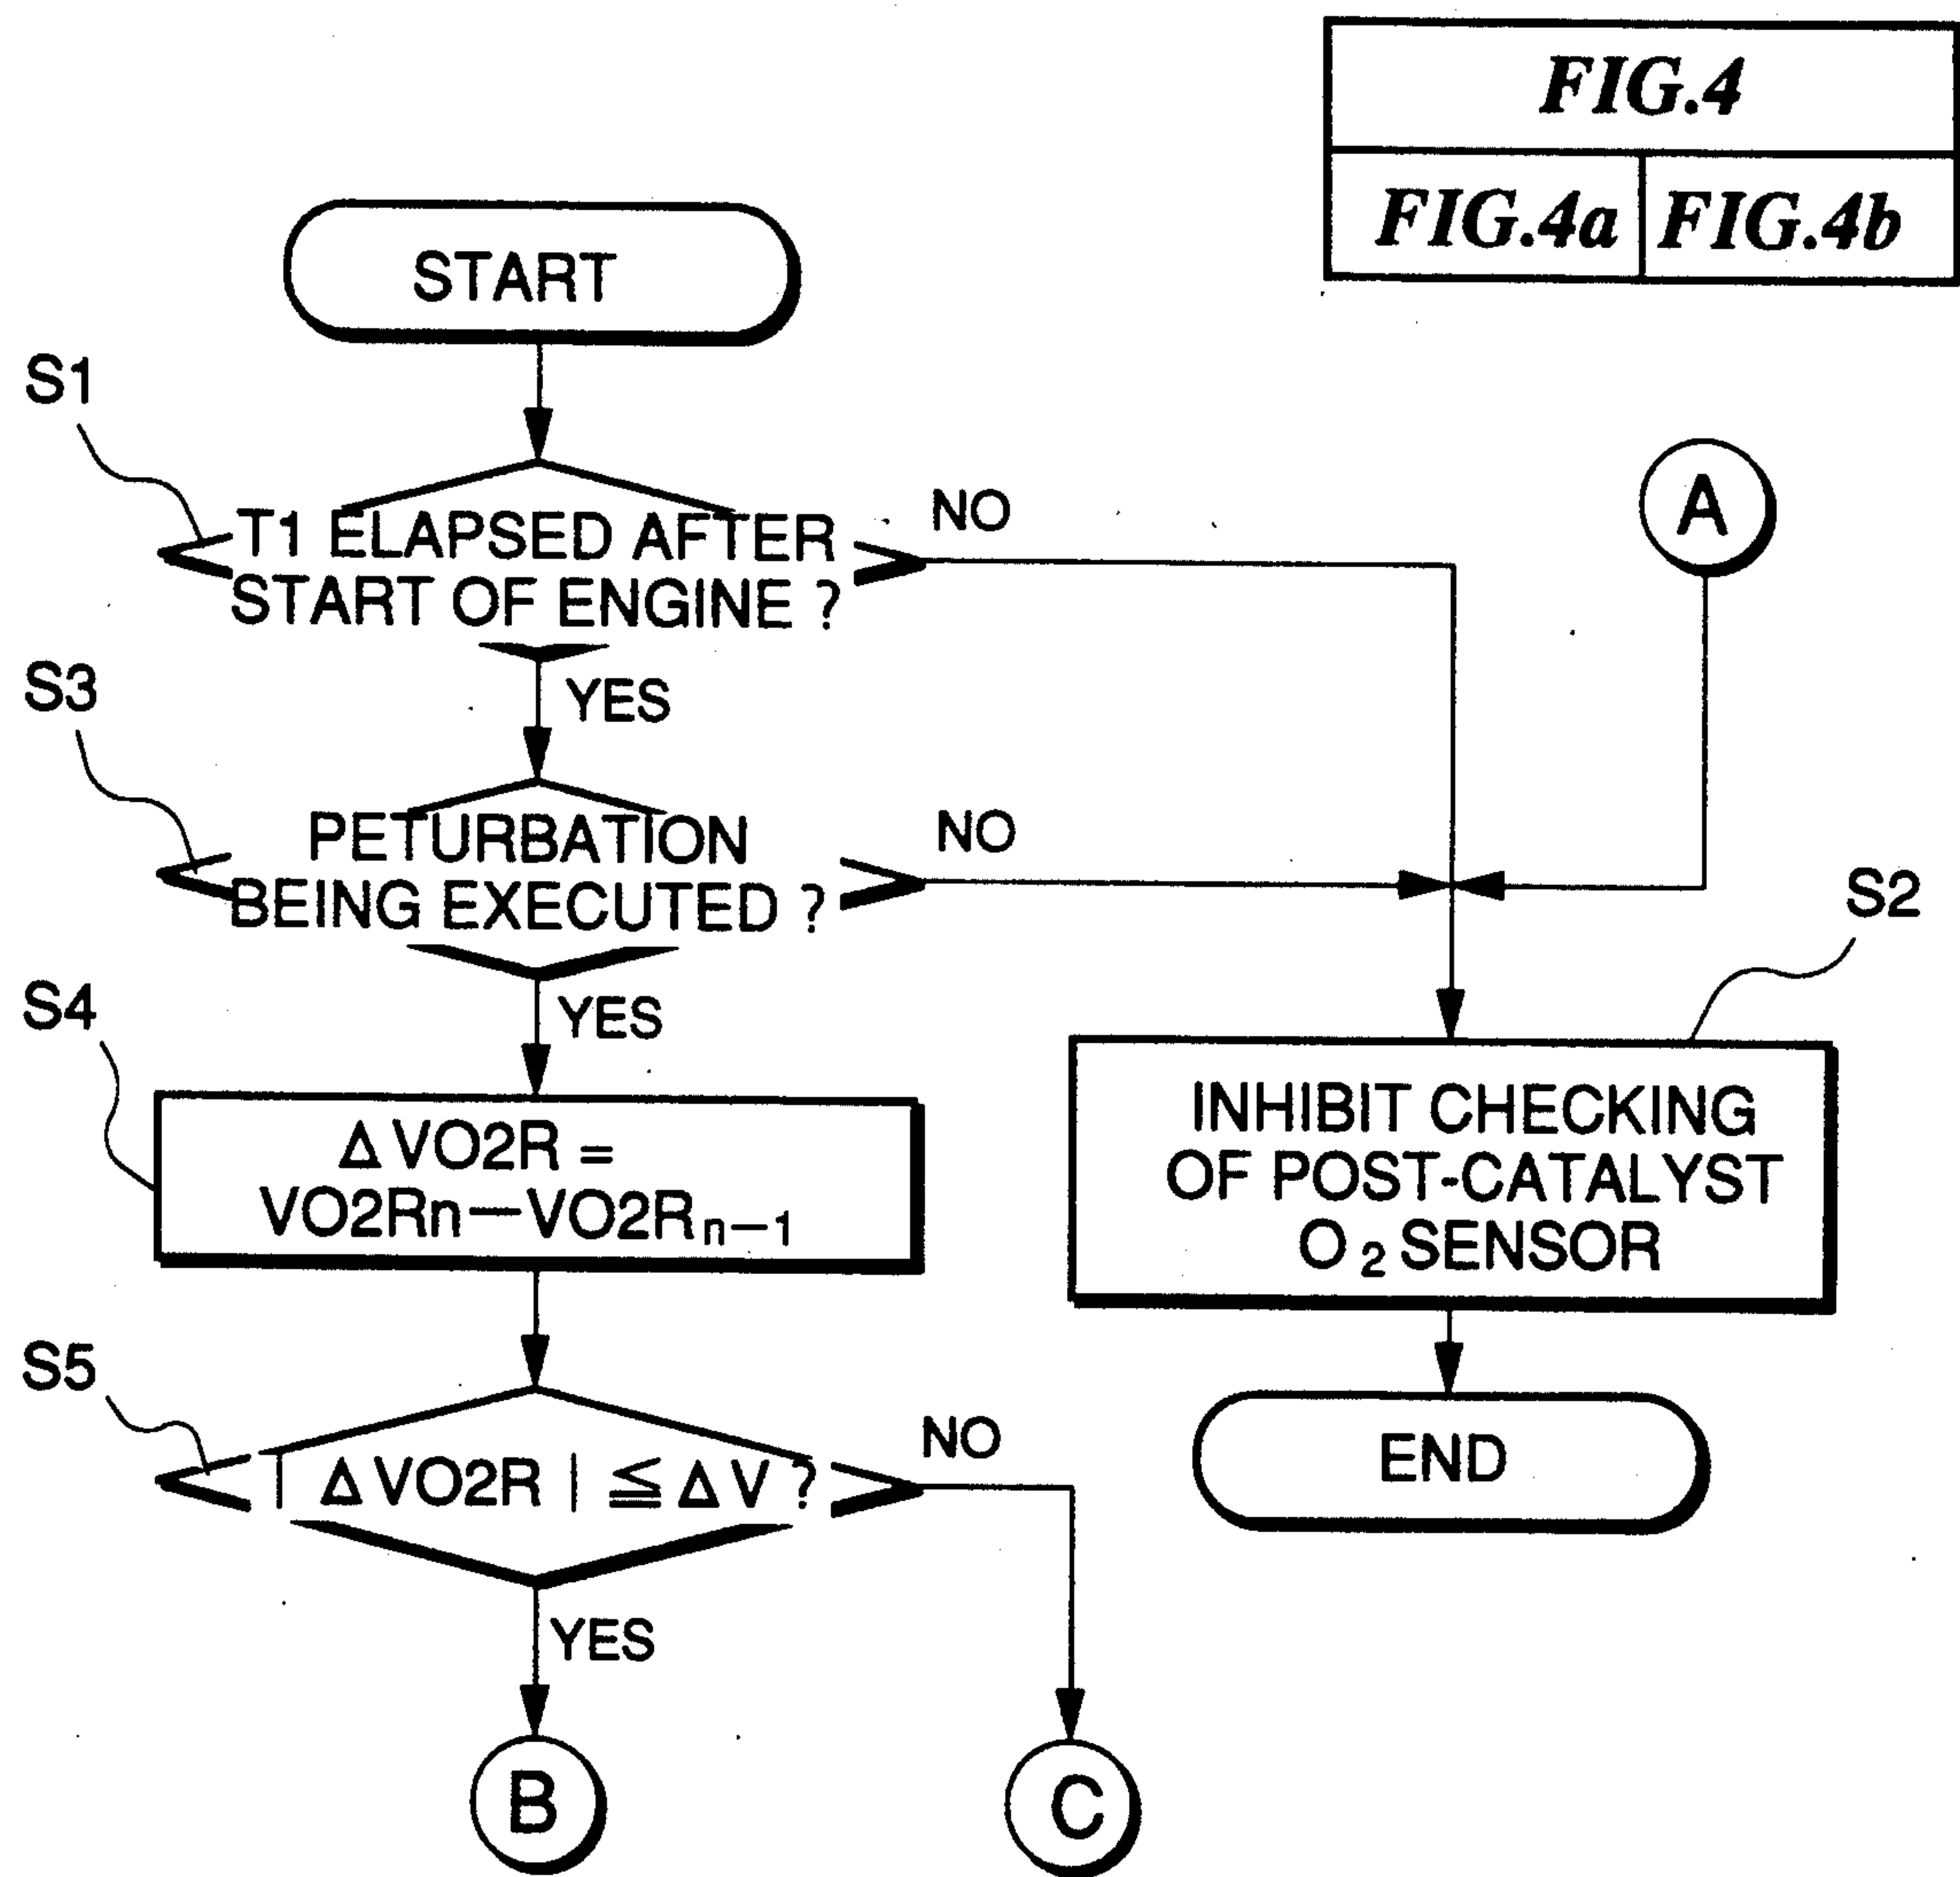 FIG.4
FIG.4a FIG.4b
START
S1
T1 ELAPSED AFTER
START OF ENGINE ?
NO
A
YES
S3
PETURBATION
BEING EXECUTED ?
NO
S2
YES
S4
ΔVO2R =
VO2Rn－VO2Rn−1
INHIBIT CHECKING
OF POST-CATALYST
O2 SENSOR
S5
| ΔVO2R | ≦ ΔV ?
NO
END
YES
B
C